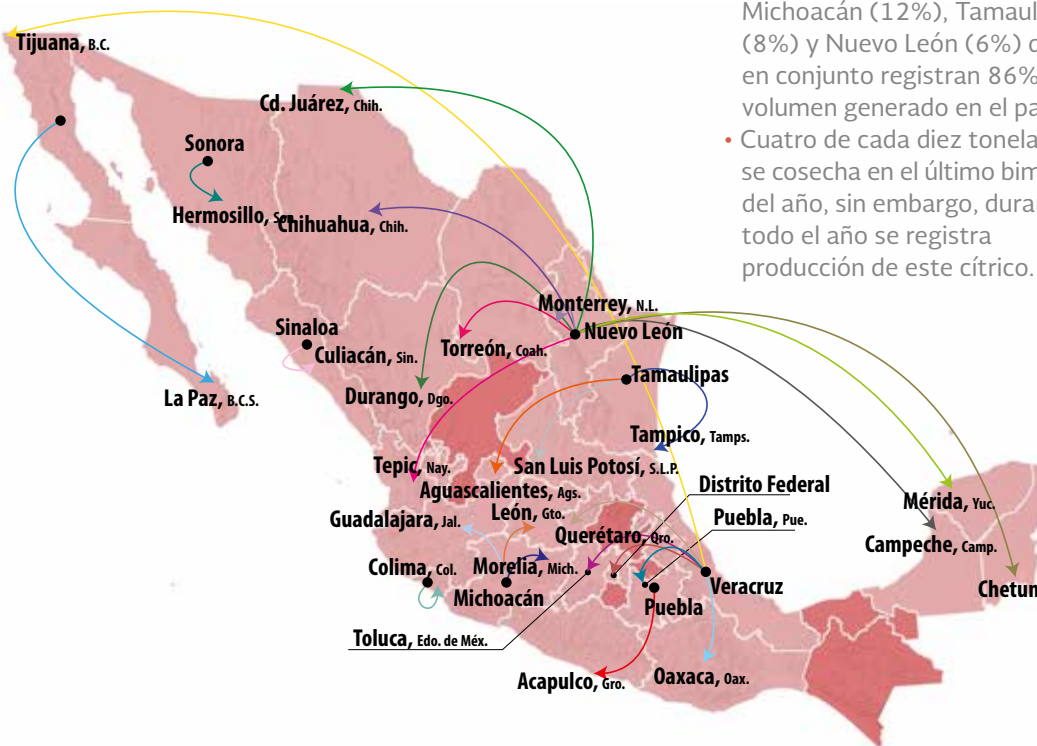 Michoacán (12%), Tamaul
(8%) y Nuevo León (6%)
en conjunto registran 86%
volumen generado en el pa
• Cuatro de cada diez tonela
se cosecha en el último bim
del año, sin embargo, dura
todo el año se registra
producción de este cítrico.
Tijuana, B.C.
Cd. Juárez, Chih.
Sonora
Hermosillo, Son.
Chihuahua, Chih.
Monterrey, N.L.
Nuevo León
Sinaloa
Culiacán, Sin.
Torreón, Coah.
La Paz, B.C.S.
Durango, Dgo.
Tamaulipas
Tampico, Tamps.
Tepic, Nay.
San Luis Potosí, S.L.P.
Aguascalientes, Ags.
Distrito Federal
Mérida, Yuc.
Guadalajara, Jal.
León, Gto.
Puebla, Pue.
Querétaro, Qro.
Campeche, Camp.
Colima, Col.
Morelia, Mich.
Michoacán
Veracruz
Chetum
Puebla
Toluca, Edo. de Méx.
Acapulco, Gro.
Oaxaca, Oax.